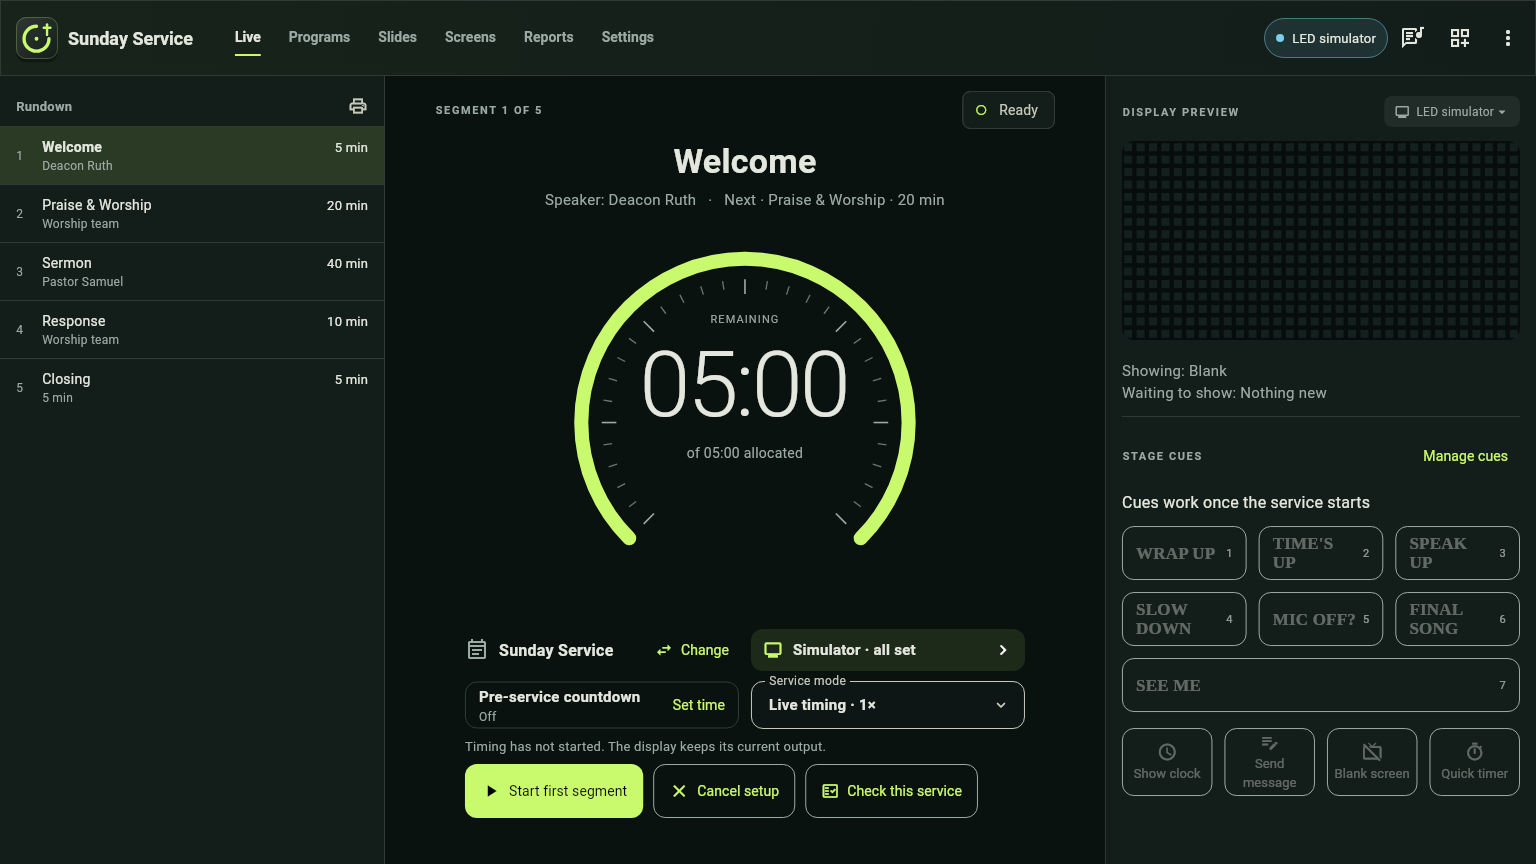 Sunday Service
Live
Programs
Slides
Screens
Reports
Settings
LED simulator
Rundown
1
Welcome
5 min
Deacon Ruth
2
Praise & Worship
20 min
Worship team
3
Sermon
40 min
Pastor Samuel
4
Response
10 min
Worship team
5
Closing
5 min
5 min
SEGMENT 1 OF 5
Ready
Welcome
Speaker: Deacon Ruth · Next · Praise & Worship · 20 min
REMAINING
05:00
of 05:00 allocated
Sunday Service
Change
Simulator · all set
Pre-service countdown
Off
Set time
Service mode
Live timing · 1×
Timing has not started. The display keeps its current output.
Start first segment
Cancel setup
Check this service
DISPLAY PREVIEW
LED simulator
Showing: Blank
Waiting to show: Nothing new
STAGE CUES
Manage cues
Cues work once the service starts
WRAP UP 1
TIME'S
UP
2
SPEAK
UP
3
SLOW
DOWN
4
MIC OFF? 5
FINAL
SONG
6
SEE ME 7
Show clock
Send
message
Blank screen
Quick timer